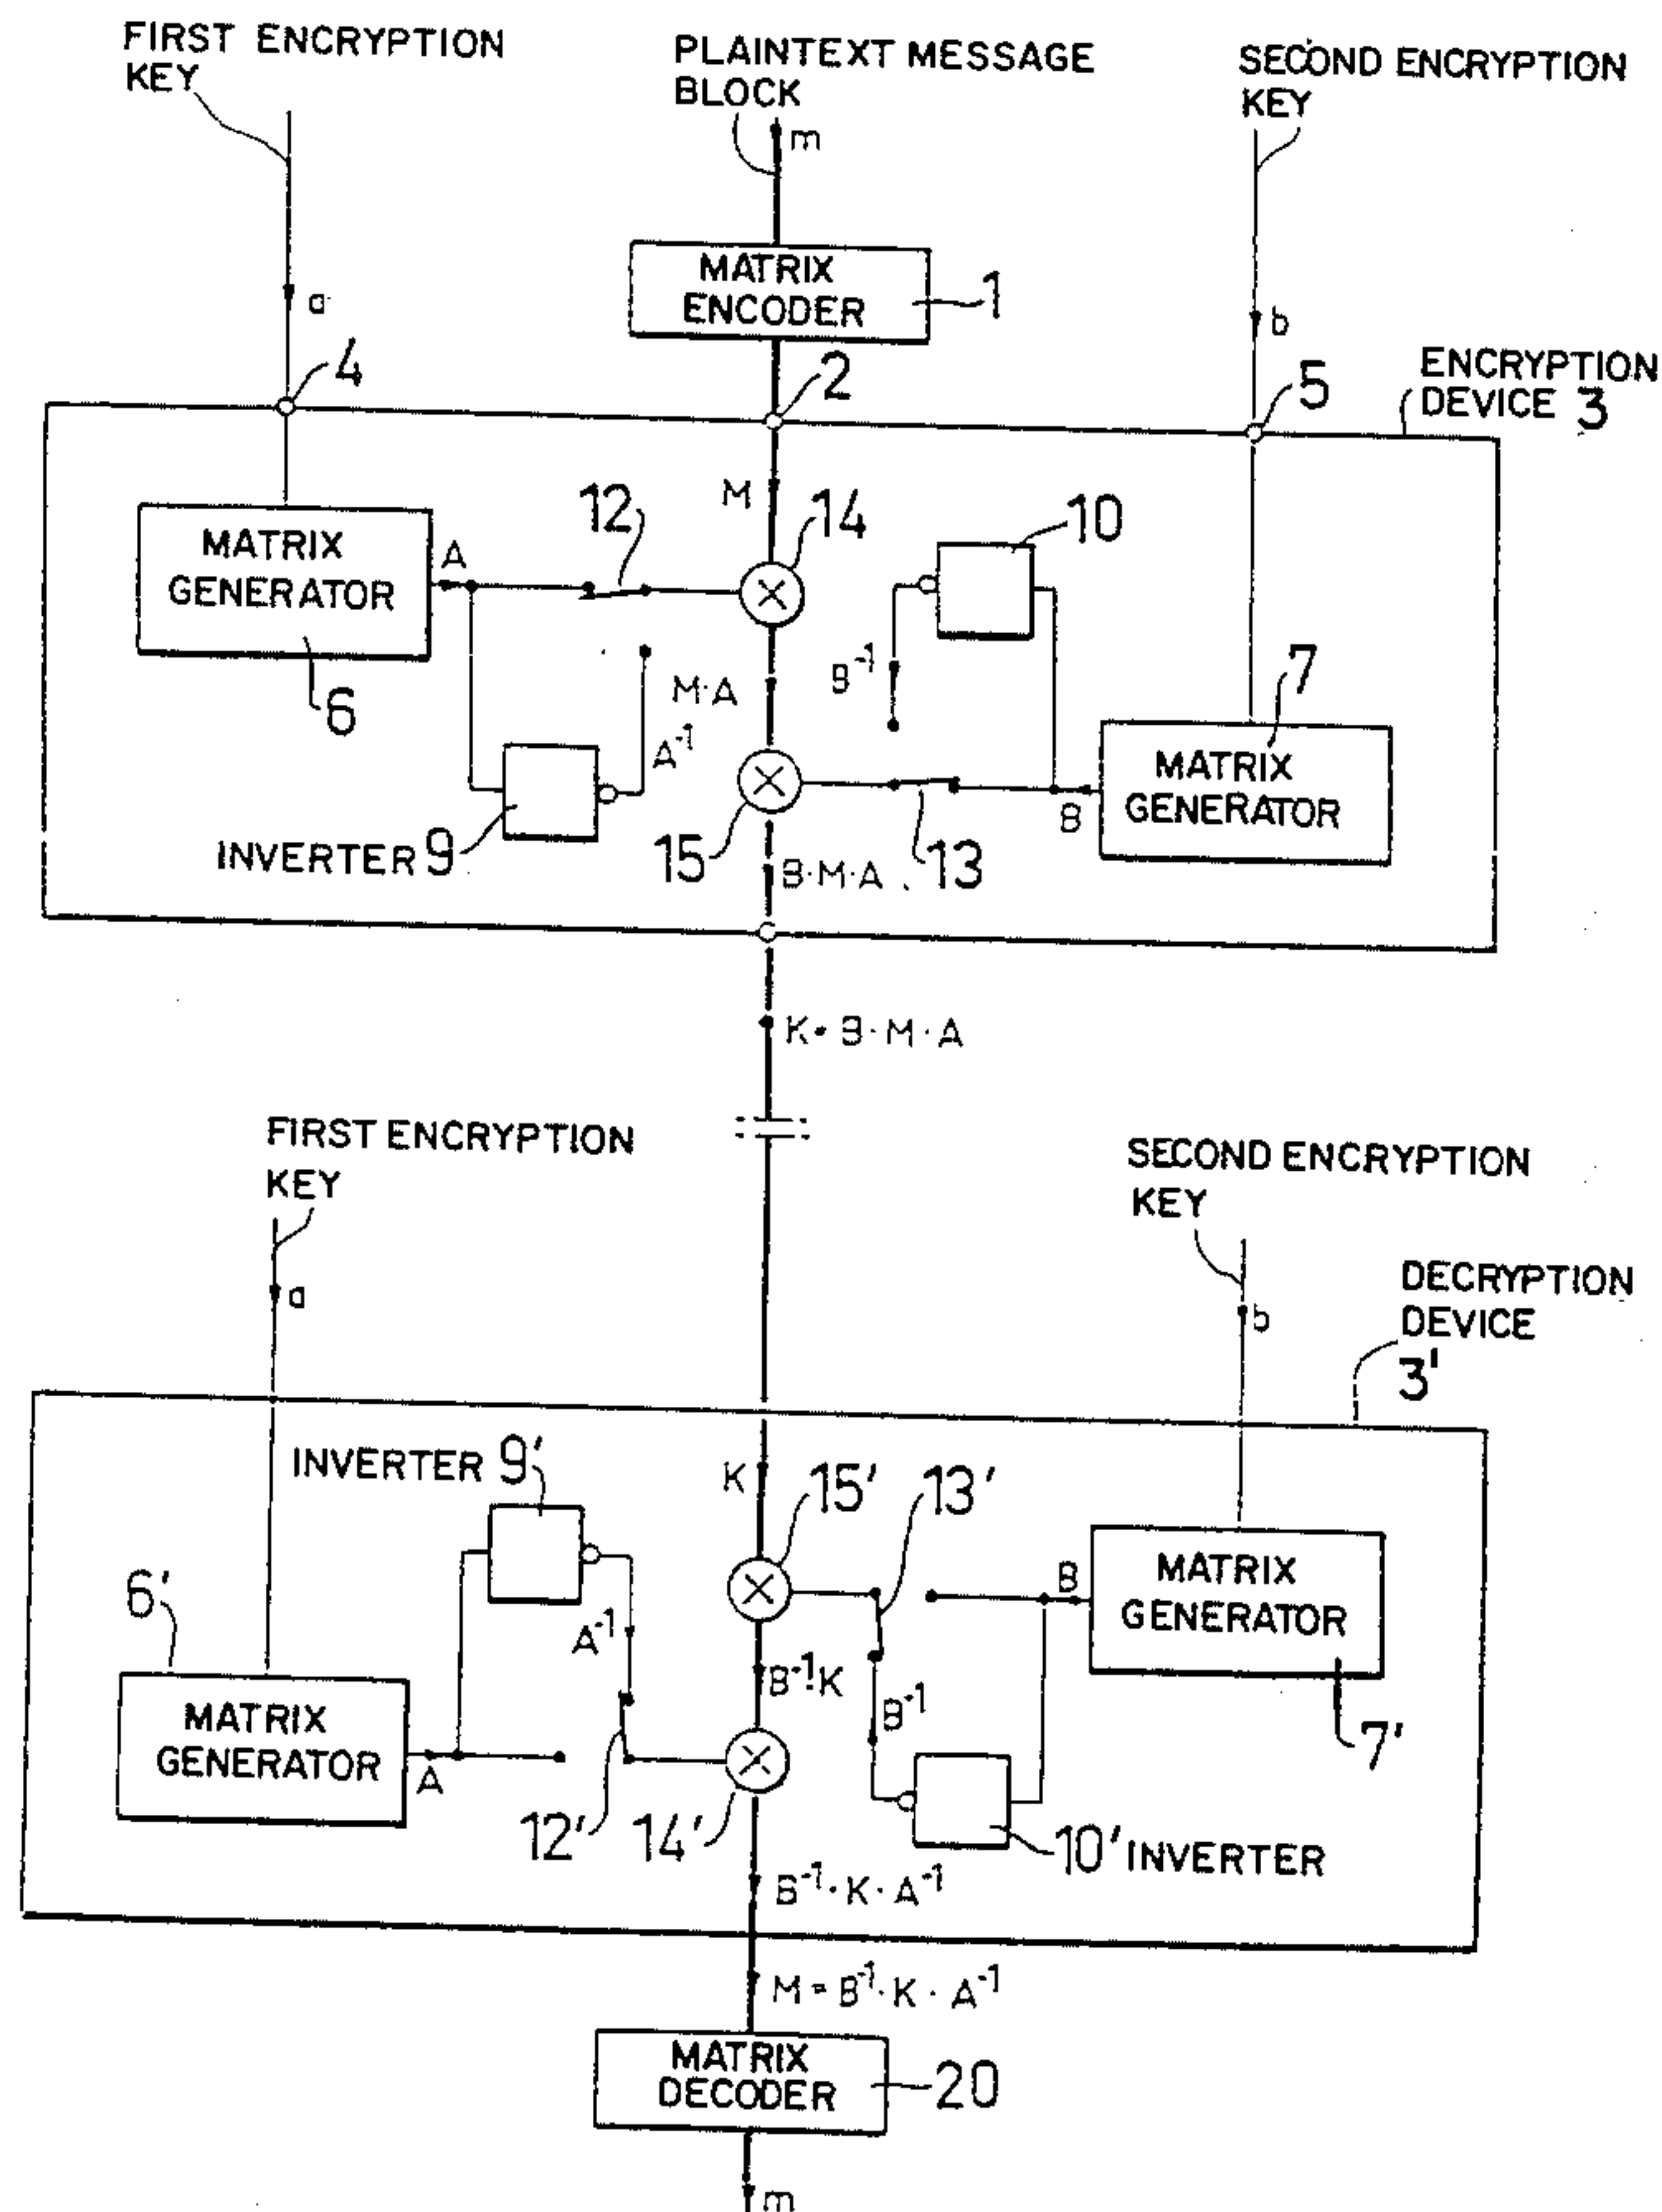 FIRST ENCRYPTION
KEY
PLAINTEXT MESSAGE
BLOCK
SECOND ENCRYPTION
KEY
m
a
MATRIX
ENCODER
1
b
4
2
5
ENCRYPTION
DEVICE 3
M
12
14
10
MATRIX
GENERATOR
A
6
M·A
B⁻¹
7
A⁻¹
MATRIX
GENERATOR
B
INVERTER 9
15
B·M·A
13
K = B·M·A
FIRST ENCRYPTION
KEY
SECOND ENCRYPTION
KEY
a
b
DECRYPTION
DEVICE
3'
INVERTER 9'
K
15'
13'
6'
A⁻¹
B
MATRIX
GENERATOR
B⁻¹·K
B⁻¹
7'
MATRIX
GENERATOR
A
12'
14'
10' INVERTER
B⁻¹·K·A⁻¹
M = B⁻¹·K·A⁻¹
MATRIX
DECODER
20
m